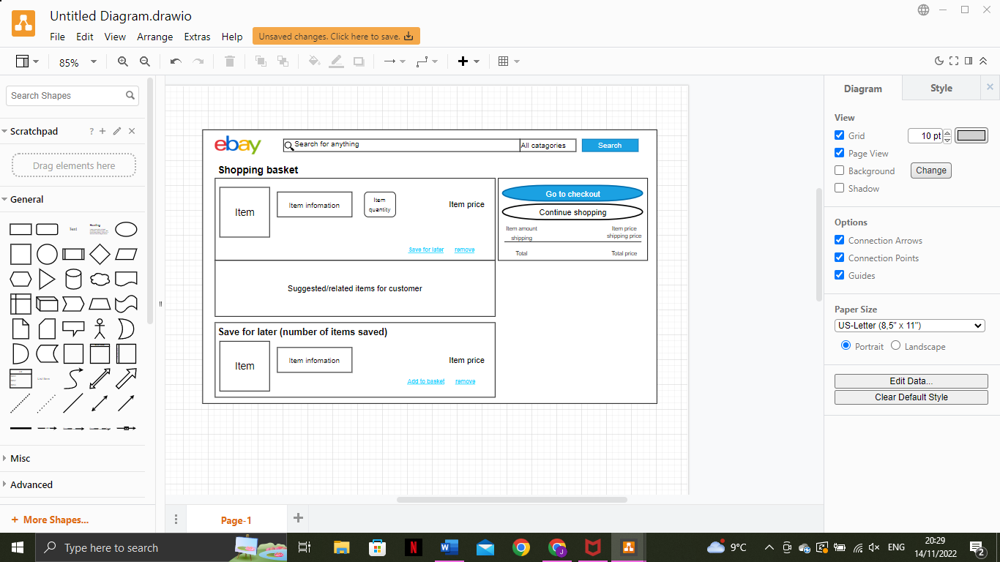 Untitled Diagram.drawio
File Edit View Arrange Extras Help Unsaved changes. Click here to save.
85%
Search Shapes
Scratchpad ?
Drag elements here
General
Text
Heading
Misc
Advanced
+ More Shapes...
ebay Search for anything All catagories Search
Shopping basket
Item
Item infomation
Item
quantity
Item price
Save for later remove
Go to checkout
Continue shopping
Item amount Item price
shipping shipping price
Total Total price
Suggested/related items for customer
Save for later (number of items saved)
Item
Item infomation
Item price
Add to basket remove
Page-1
Diagram Style
View
Grid 10 pt
Page View
Background Change
Shadow
Options
Connection Arrows
Connection Points
Guides
Paper Size
US-Letter (8,5" x 11")
Portrait Landscape
Edit Data...
Clear Default Style
Type here to search
9°C
ENG
20:29
14/11/2022
2